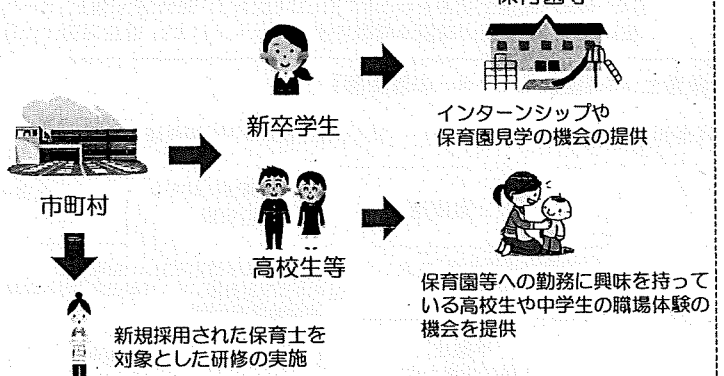 新卒学生
インターンシップや
保育園見学の機会の提供
市町村
高校生等
保育園等への勤務に興味を持って
いる高校生や中学生の職場体験の
機会を提供
新規採用された保育士を
対象とした研修の実施